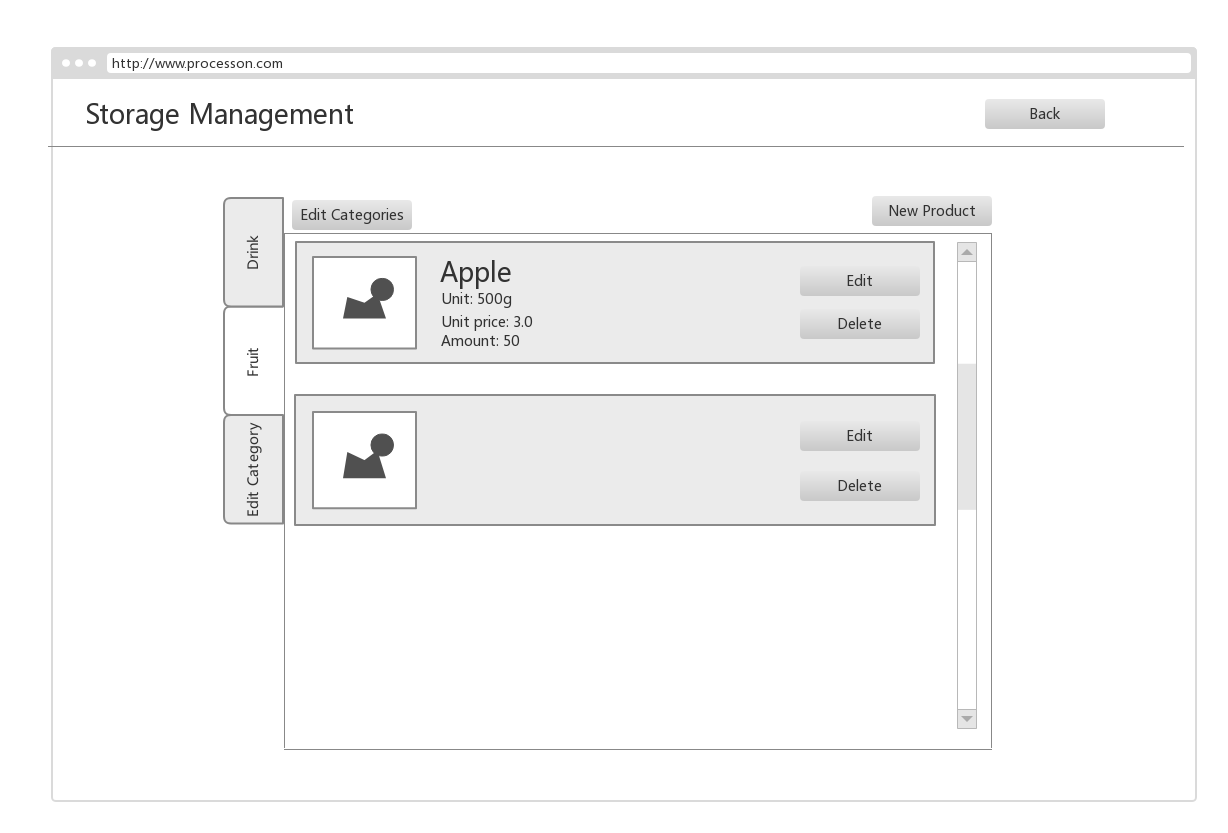 http://www.processon.com
Storage Management
Back
Edit Categories
New Product
Drink
Fruit
Edit Category
Apple
Unit: 500g
Unit price: 3.0
Amount: 50
Edit
Delete
Edit
Delete